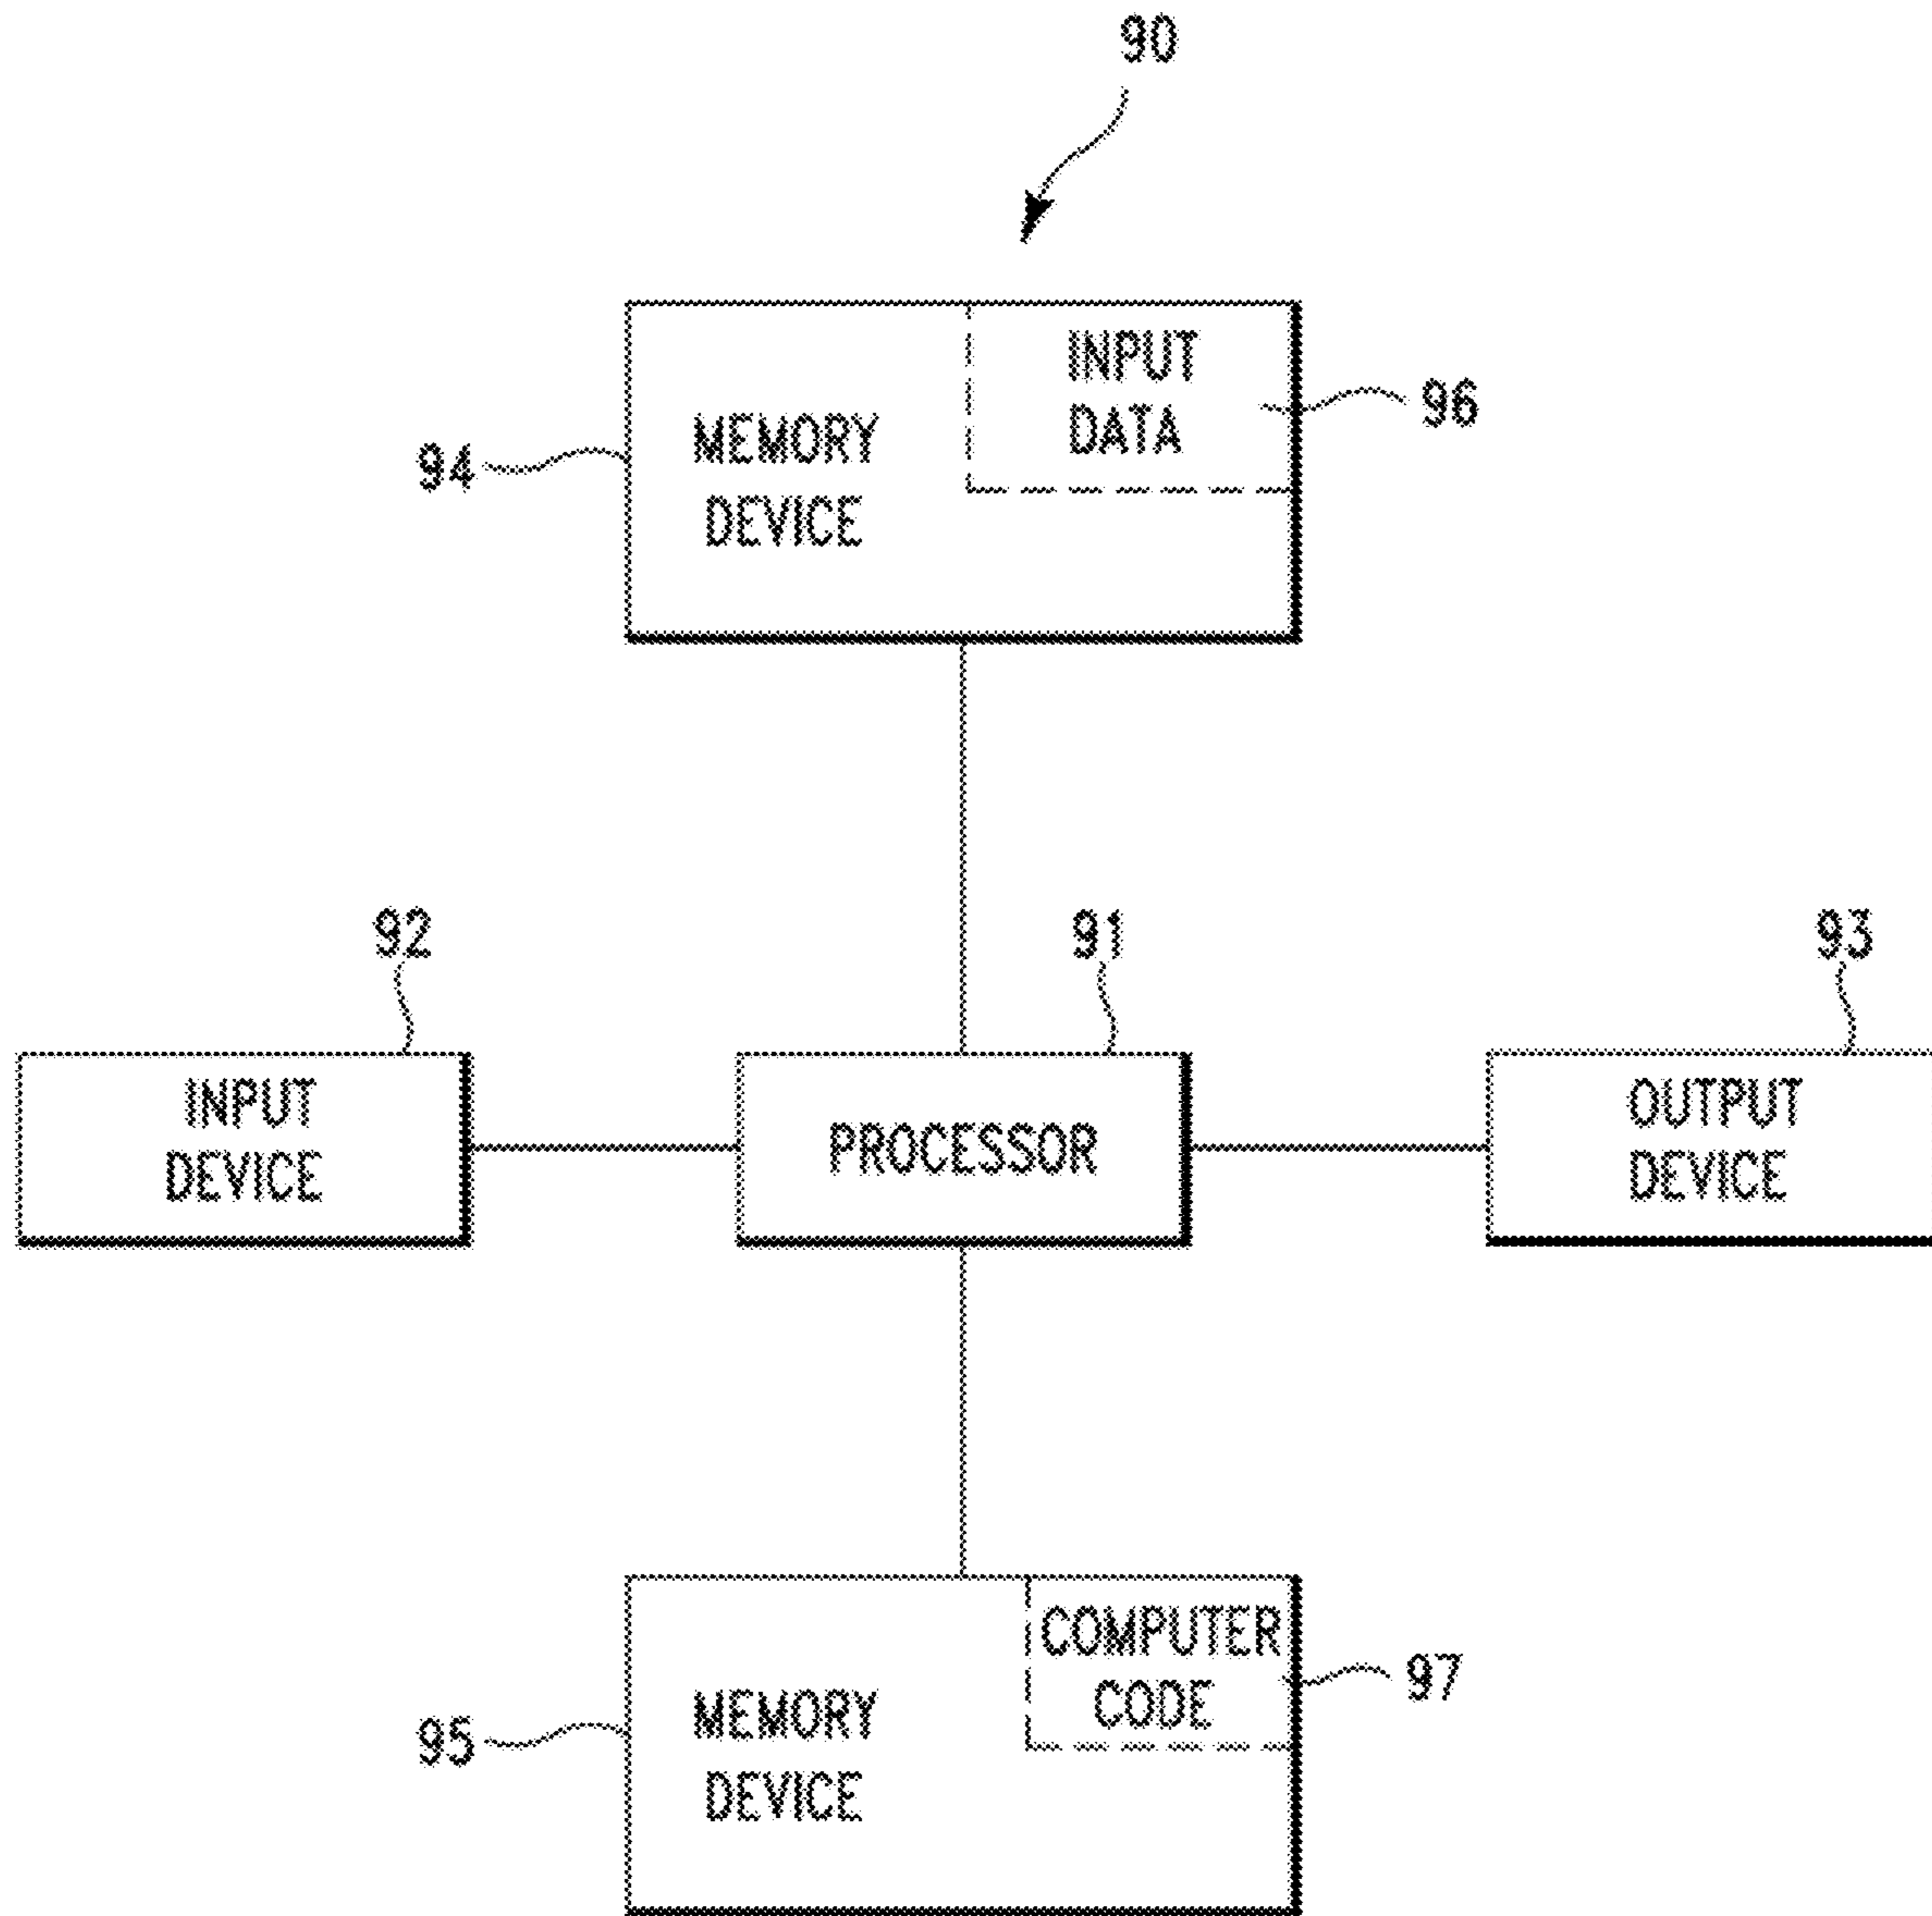 90
INPUT
DATA
96
94
MEMORY
DEVICE
92
91
93
INPUT
DEVICE
PROCESSOR
OUTPUT
DEVICE
COMPUTER
CODE
97
95
MEMORY
DEVICE